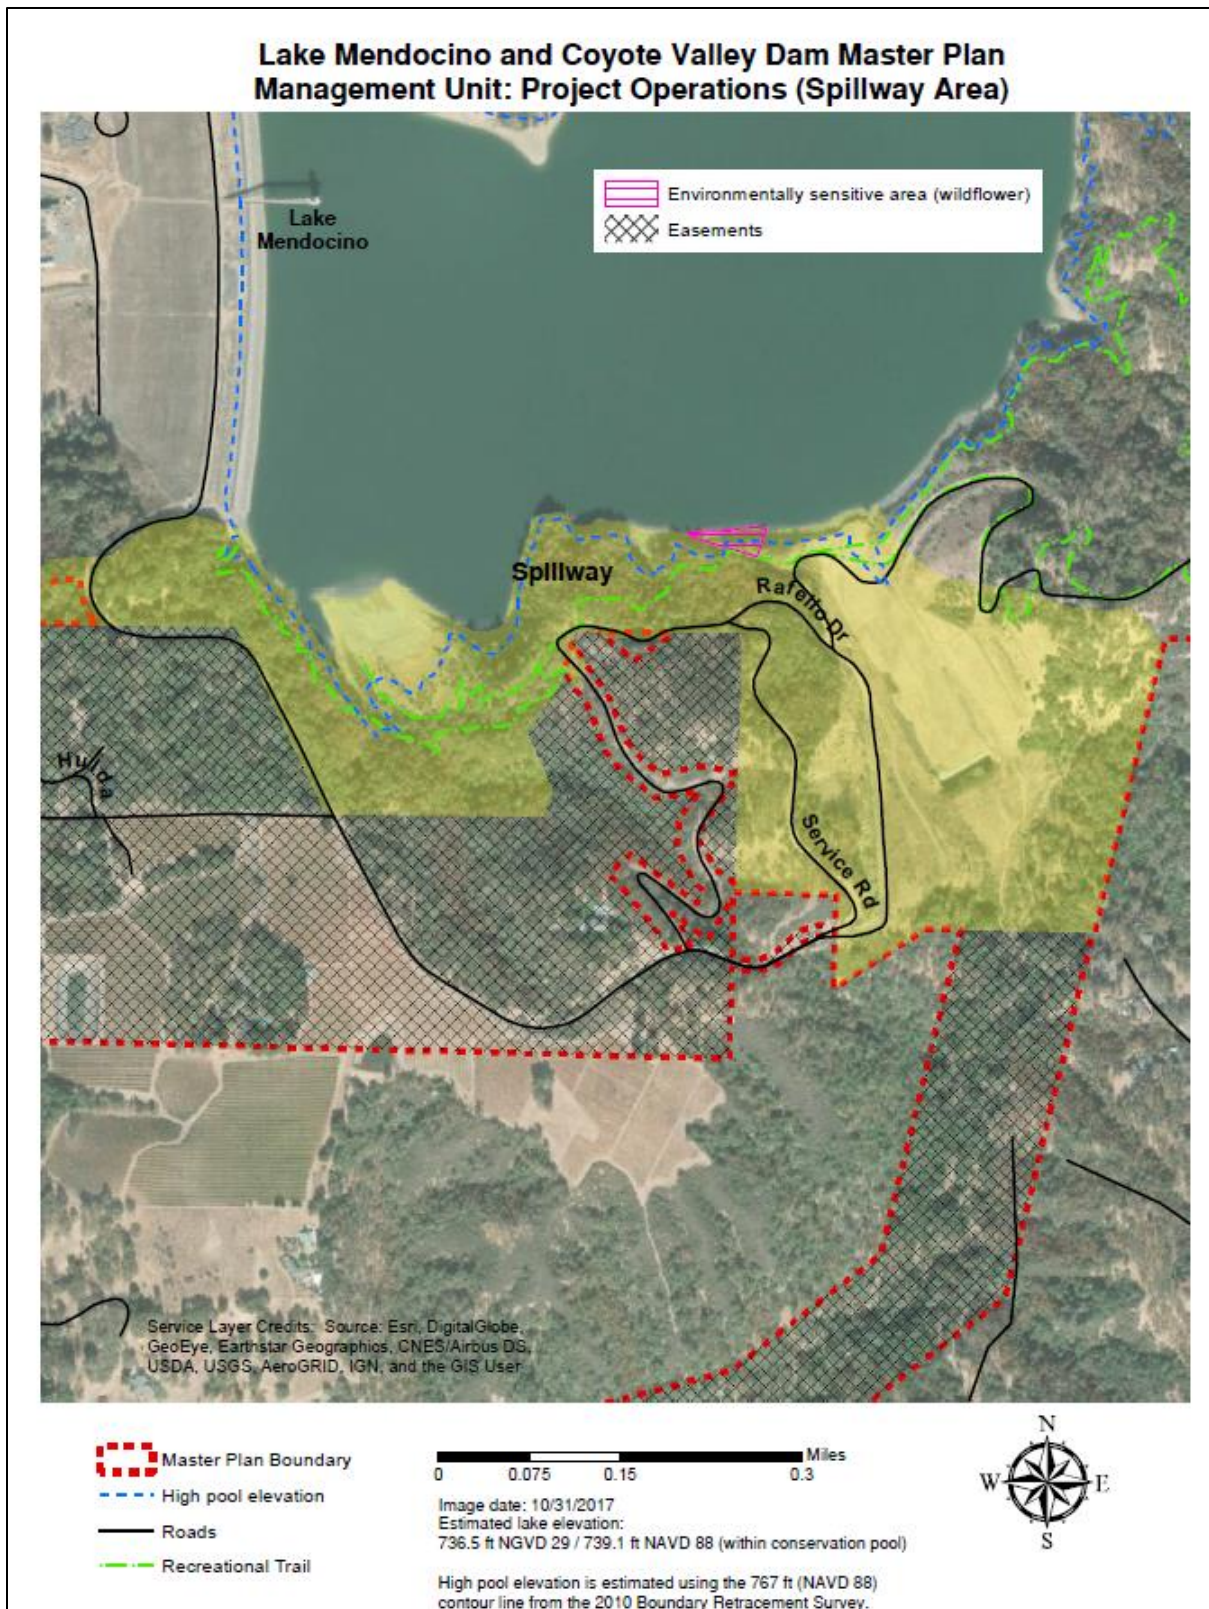 Lake Mendocino and Coyote Valley Dam Master Plan
Management Unit: Project Operations (Spillway Area)
Environmentally sensitive area (wildflower)
Easements
Lake
Mendocino
Spillway
Rafello Dr
Hulda
Service Rd
Service Layer Credits: Source: Esri, DigitalGlobe,
GeoEye, Earthstar Geographics, CNES/Airbus DS,
USDA, USGS, AeroGRID, IGN, and the GIS User
Master Plan Boundary
High pool elevation
Roads
Recreational Trail
Miles
0 0.075 0.15 0.3
Image date: 10/31/2017
Estimated lake elevation:
736.5 ft NGVD 29 / 739.1 ft NAVD 88 (within conservation pool)
High pool elevation is estimated using the 767 ft (NAVD 88)
contour line from the 2010 Boundary Retracement Survey.
N
W E
S